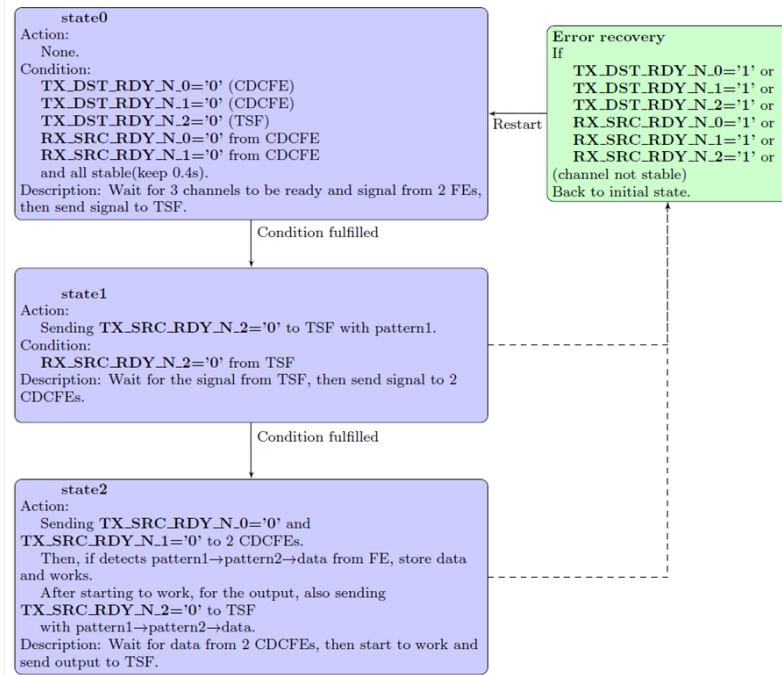 state0
Action:
None.
Condition:
TX_DST_RDY_N_0='0' (CDCFE)
TX_DST_RDY_N_1='0' (CDCFE)
TX_DST_RDY_N_2='0' (TSF)
RX_SRC_RDY_N_0='0' from CDCFE
RX_SRC_RDY_N_1='0' from CDCFE
and all stable(keep 0.4s).
Description: Wait for 3 channels to be ready and signal from 2 FEs,
then send signal to TSF.
Error recovery
If
TX_DST_RDY_N_0='1' or
TX_DST_RDY_N_1='1' or
TX_DST_RDY_N_2='1' or
RX_SRC_RDY_N_0='1' or
RX_SRC_RDY_N_1='1' or
RX_SRC_RDY_N_2='1' or
(channel not stable)
Back to initial state.
Restart
Condition fulfilled
state1
Action:
Sending TX_SRC_RDY_N_2='0' to TSF with pattern1.
Condition:
RX_SRC_RDY_N_2='0' from TSF
Description: Wait for the signal from TSF, then send signal to 2
CDCFEs.
Condition fulfilled
state2
Action:
Sending TX_SRC_RDY_N_0='0' and
TX_SRC_RDY_N_1='0' to 2 CDCFEs.
Then, if detects pattern1→pattern2→data from FE, store data
and works.
After starting to work, for the output, also sending
TX_SRC_RDY_N_2='0' to TSF
with pattern1→pattern2→data.
Description: Wait for data from 2 CDCFEs, then start to work and
send output to TSF.